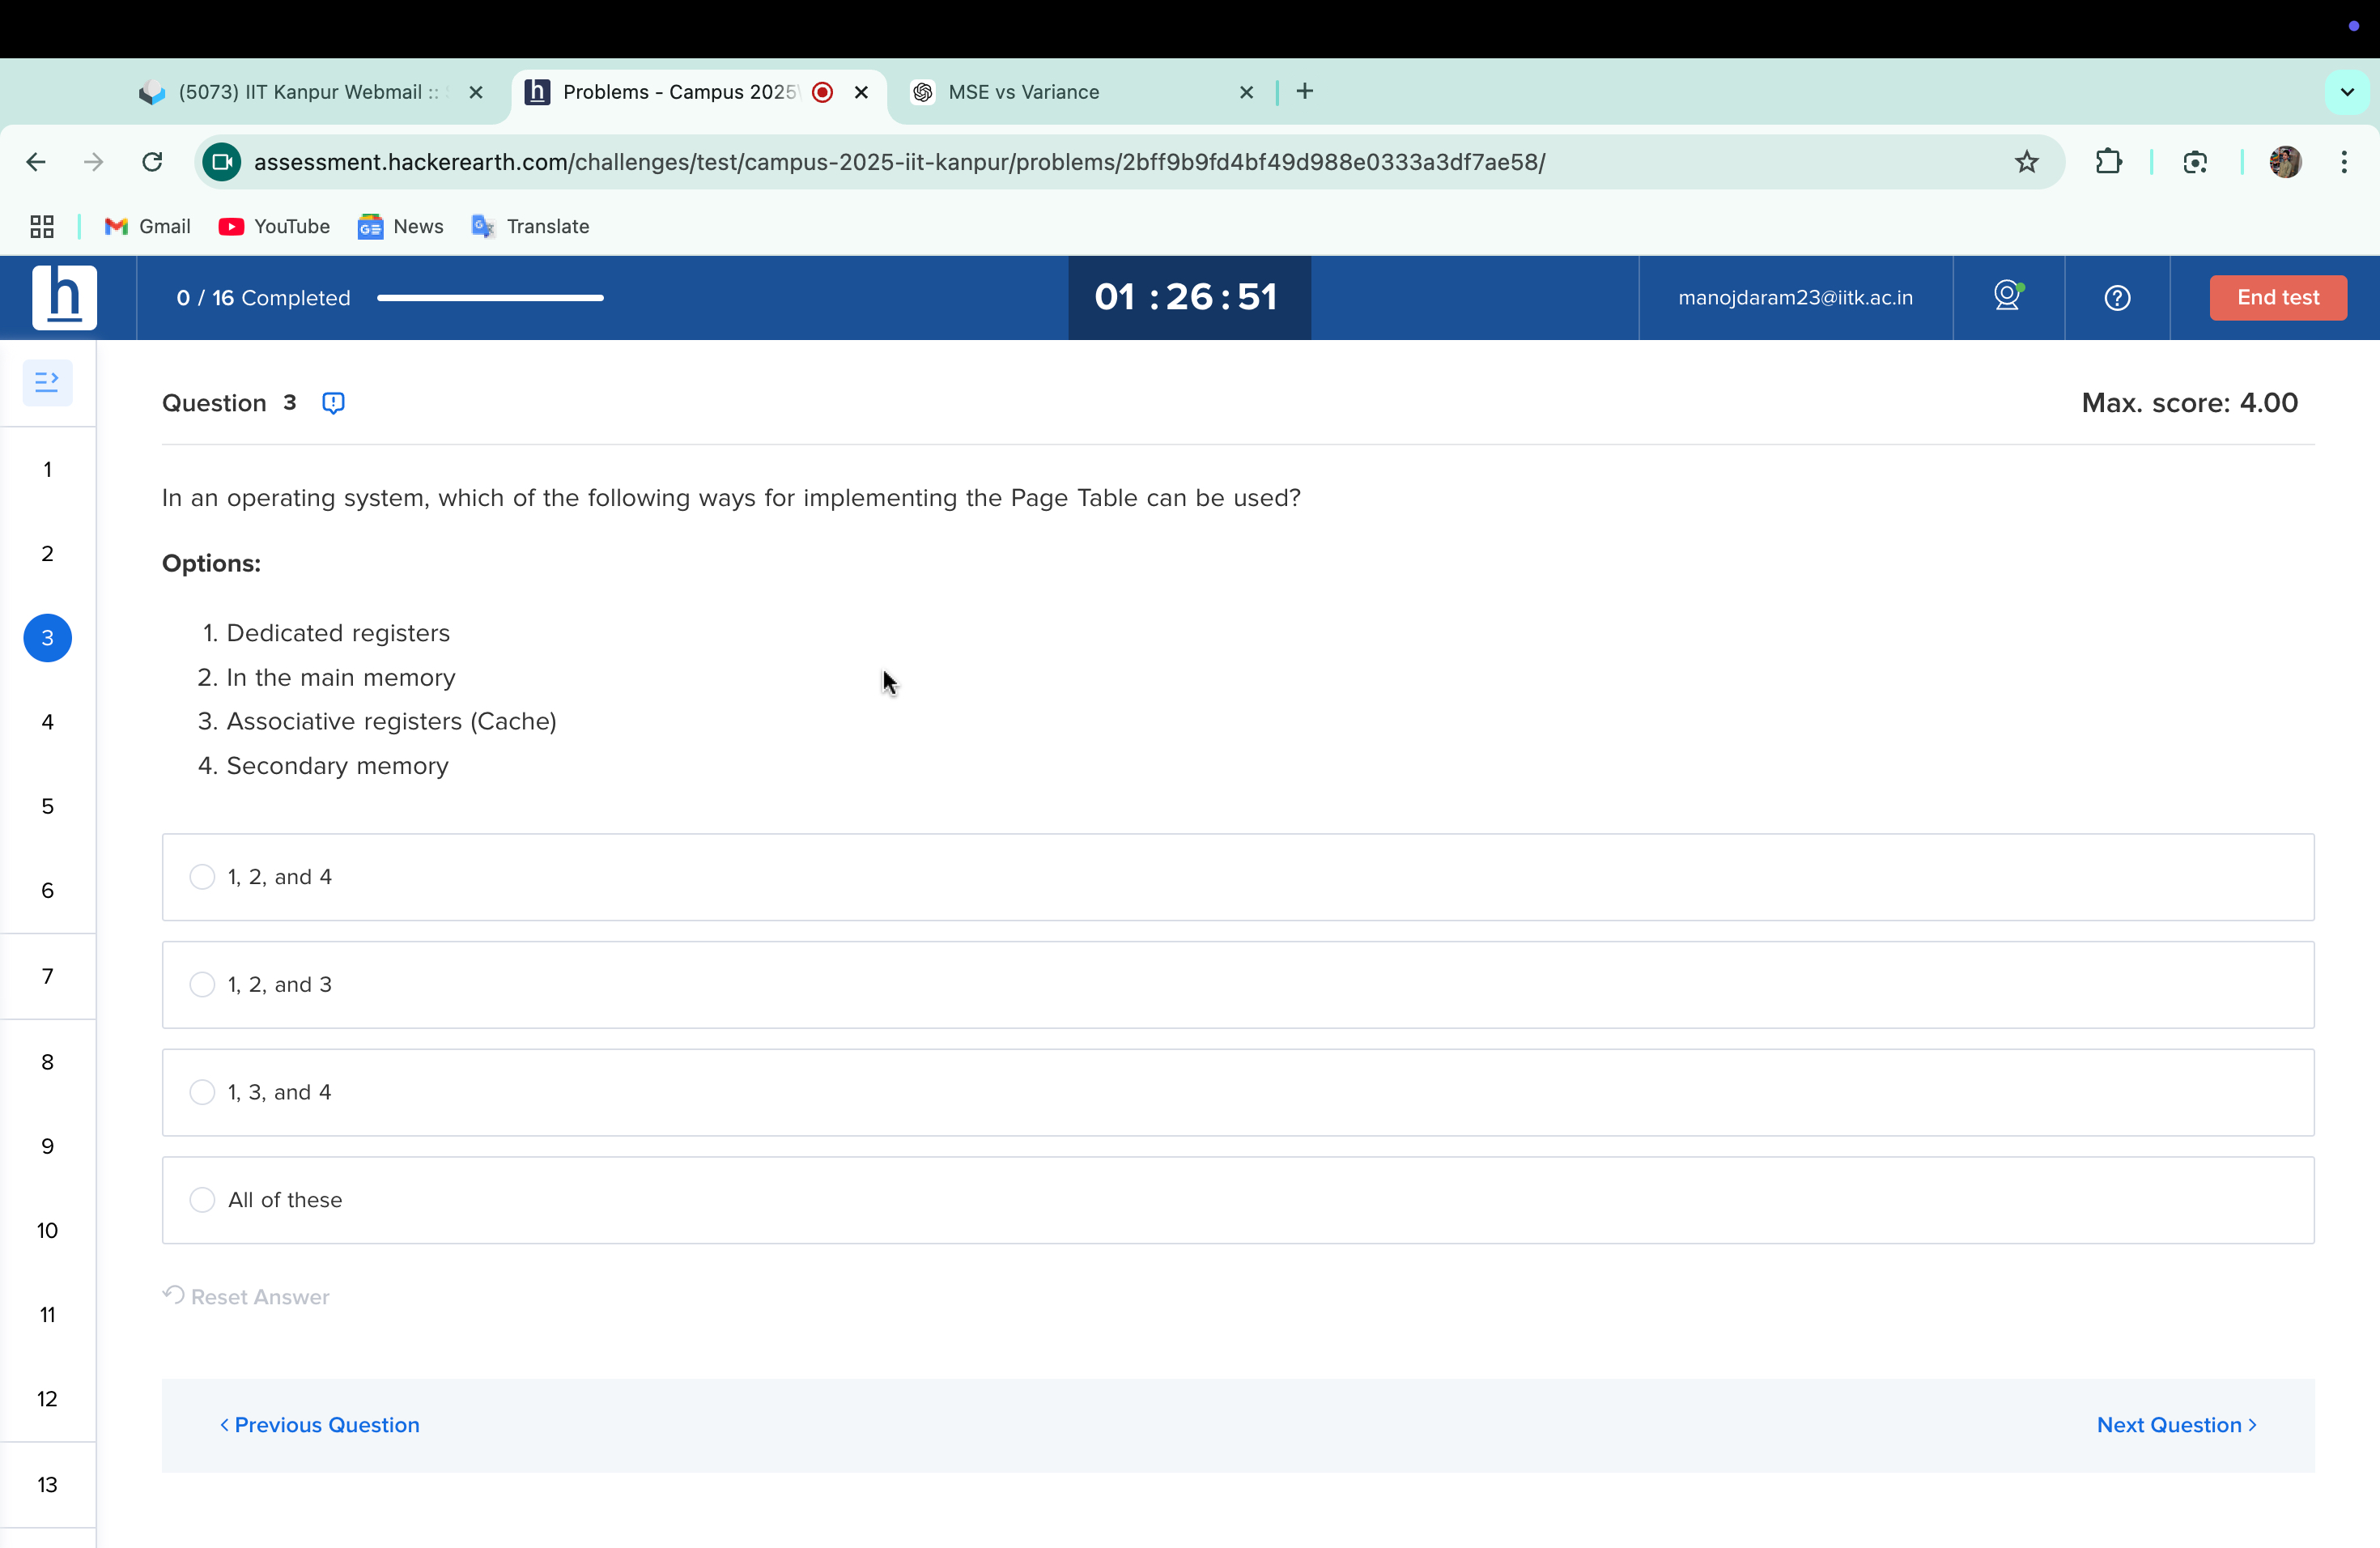 (5073) IIT Kanpur Webmail ::
Problems - Campus 2025
MSE vs Variance
assessment.hackerearth.com/challenges/test/campus-2025-iit-kanpur/problems/2bff9b9fd4bf49d988e0333a3df7ae58/
Gmail
YouTube
News
Translate
h
0 / 16 Completed
01 : 26 : 51
manojdaram23@iitk.ac.in
End test
1
2
3
4
5
6
7
8
9
10
11
12
13
Question 3
Max. score: 4.00
In an operating system, which of the following ways for implementing the Page Table can be used?
Options:
1. Dedicated registers
2. In the main memory
3. Associative registers (Cache)
4. Secondary memory
1, 2, and 4
1, 2, and 3
1, 3, and 4
All of these
Reset Answer
Previous Question
Next Question